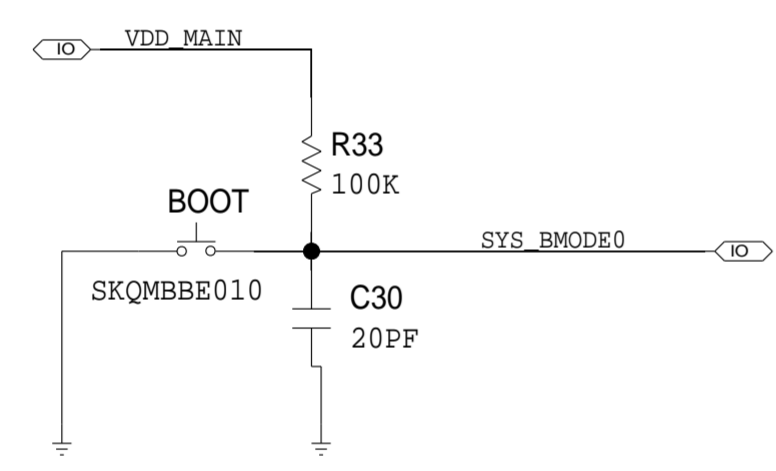 IO
VDD_MAIN
R33
100K
BOOT
SYS_BMODE0
IO
SKQMBBE010
C30
20PF